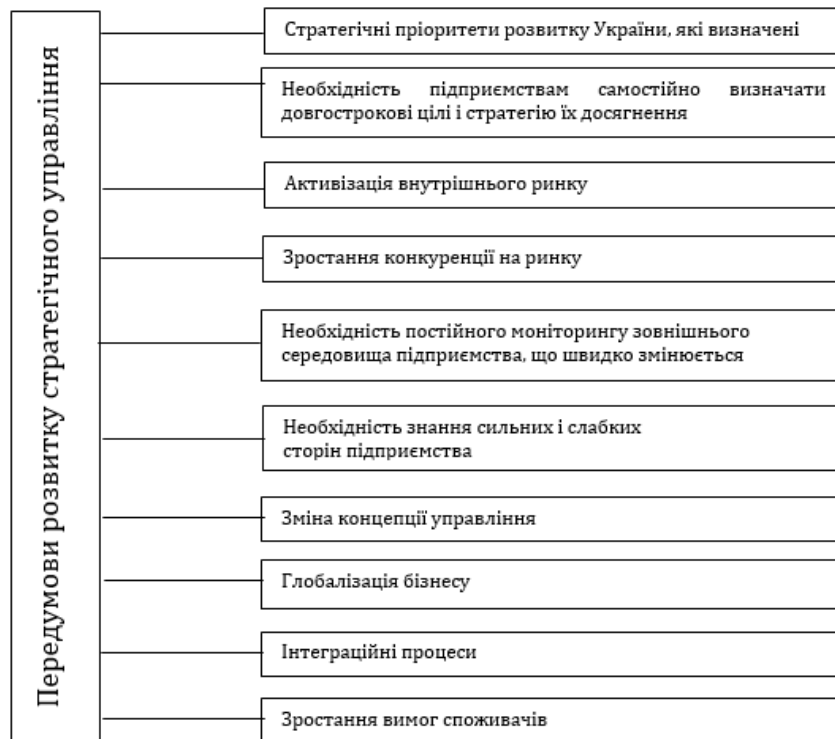 Передумови розвитку стратегічного управління
Стратегічні пріоритети розвитку України, які визначені
Необхідність підприємствам самостійно визначати
довгострокові цілі і стратегію їх досягнення
Активізація внутрішнього ринку
Зростання конкуренції на ринку
Необхідність постійного моніторингу зовнішнього
середовища підприємства, що швидко змінюється
Необхідність знання сильних і слабких
сторін підприємства
Зміна концепції управління
Глобалізація бізнесу
Інтеграційні процеси
Зростання вимог споживачів